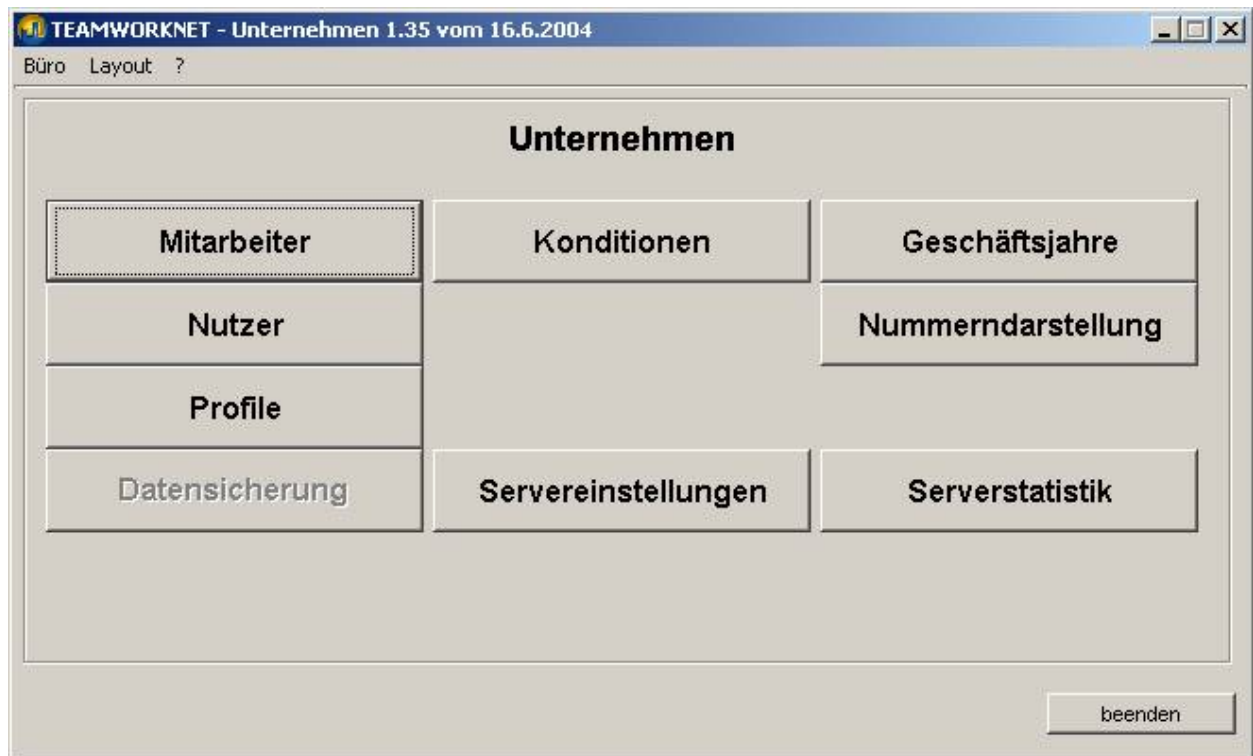 TEAMWORKNET - Unternehmen 1.35 vom 16.6.2004
Büro Layout ?
Unternehmen
Mitarbeiter Konditionen Geschäftsjahre
Nutzer Nummerndarstellung
Profile
Datensicherung Servereinstellungen Serverstatistik
beenden